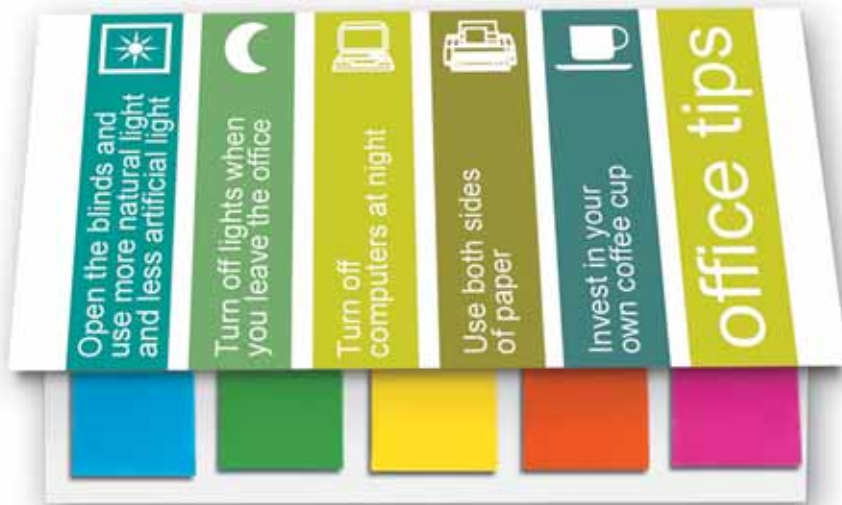 Open the blinds and
use more natural light
and less artificial light
Turn off lights when
you leave the office
Turn off
computers at night
Use both sides
of paper
Invest in your
own coffee cup
office tips